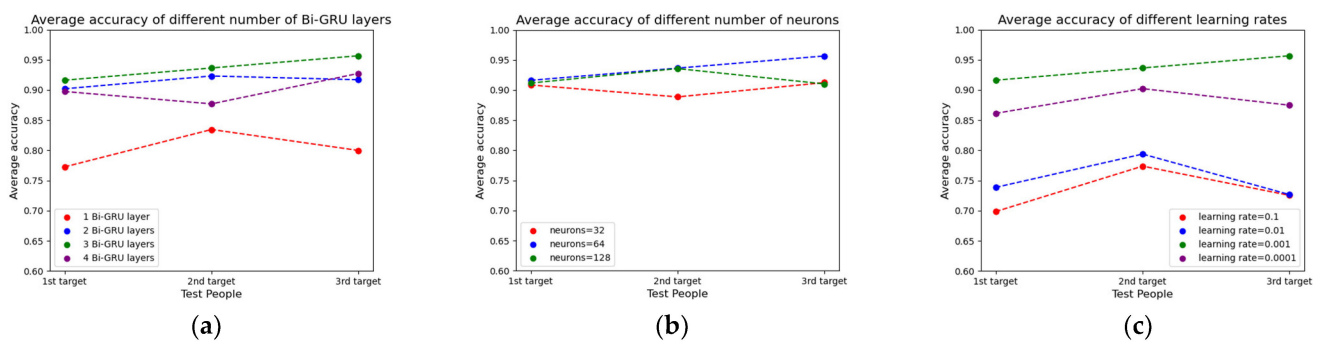 Average accuracy of different number of Bi-GRU layers
1.00
0.95
0.90
0.85
0.80
0.75
0.70
0.65
0.60
Average accuracy
1 Bi-GRU layer
2 Bi-GRU layers
3 Bi-GRU layers
4 Bi-GRU layers
1st target
2nd target
3rd target
Test People
(a)
Average accuracy of different number of neurons
1.00
0.95
0.90
0.85
0.80
0.75
0.70
0.65
0.60
Average accuracy
neurons=32
neurons=64
neurons=128
1st target
2nd target
3rd target
Test People
(b)
Average accuracy of different learning rates
1.00
0.95
0.90
0.85
0.80
0.75
0.70
0.65
0.60
Average accuracy
learning rate=0.1
learning rate=0.01
learning rate=0.001
learning rate=0.0001
1st target
2nd target
3rd target
Test People
(c)